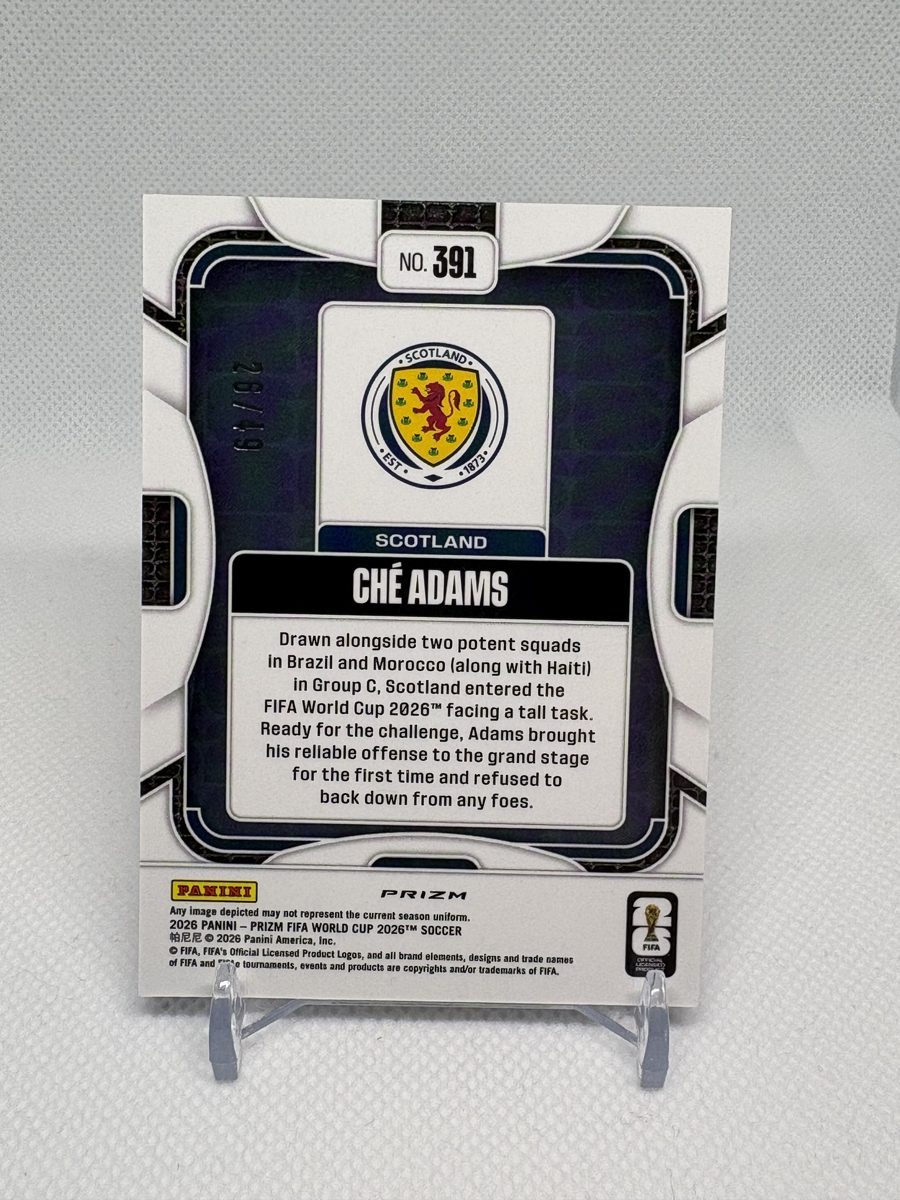 NO. 391
26/49
SCOTLAND
EST
1873
SCOTLAND
CHÉ ADAMS
Drawn alongside two potent squads
in Brazil and Morocco (along with Haiti)
in Group C, Scotland entered the
FIFA World Cup 2026™ facing a tall task.
Ready for the challenge, Adams brought
his reliable offense to the grand stage
for the first time and refused to
back down from any foes.
PANINI
PRIZM
Any image depicted may not represent the current season uniform.
2026 PANINI – PRIZM FIFA WORLD CUP 2026™ SOCCER
帕尼尼 © 2026 Panini America, Inc.
© FIFA, FIFA's Official Licensed Product Logos, and all brand elements, designs and trade names
of FIFA and tournaments, events and products are copyrights and/or trademarks of FIFA.
26
FIFA
OFFICIAL
LICENSED
PRODUCT